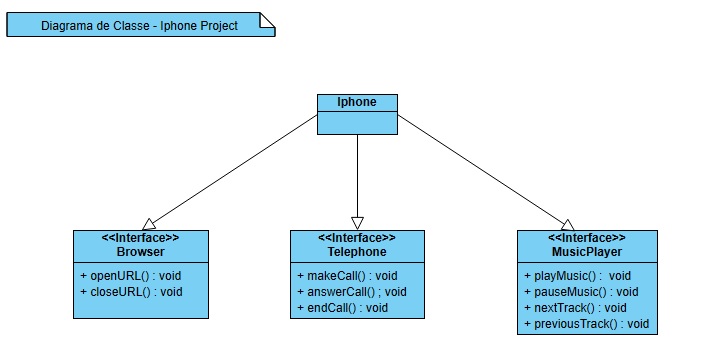 Diagrama de Classe - Iphone Project
Iphone
<<Interface>>
Browser
+ openURL() : void
+ closeURL() : void
<<Interface>>
Telephone
+ makeCall() : void
+ answerCall() ; void
+ endCall() : void
<<Interface>>
MusicPlayer
+ playMusic() :  void
+ pauseMusic() : void
+ nextTrack() : void
+ previousTrack() : void